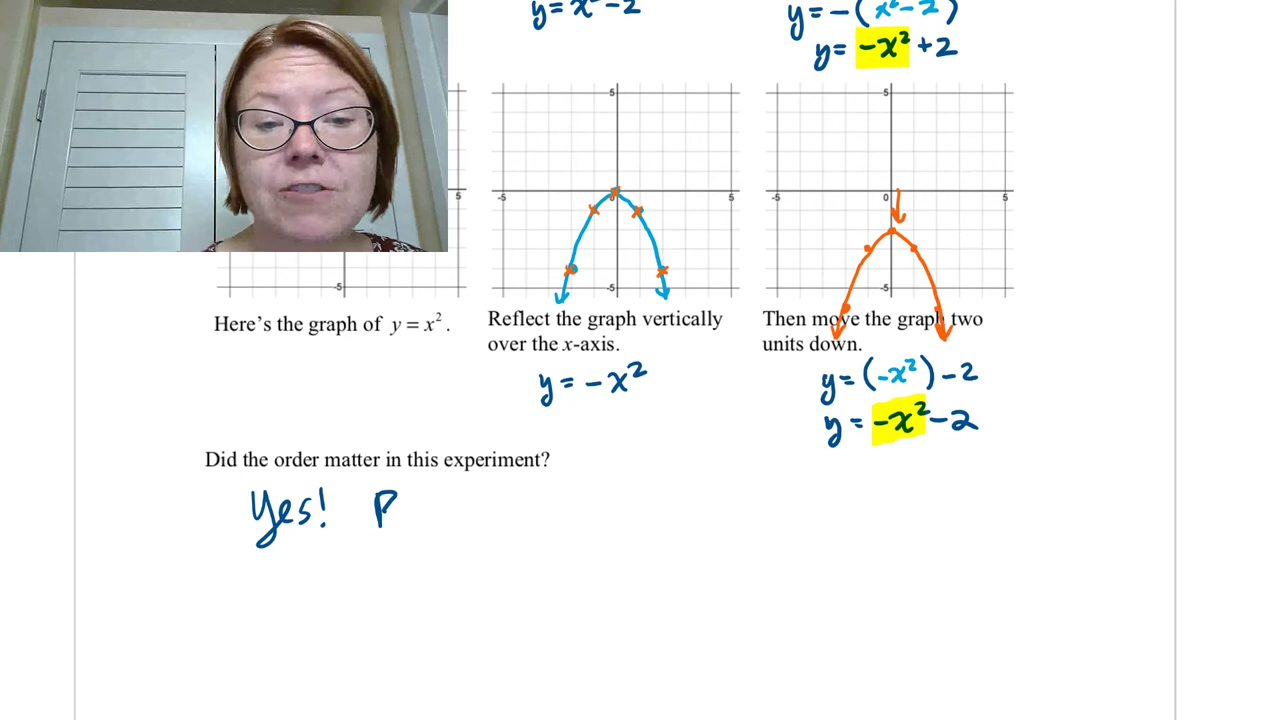 y = x² - 2
y = -(x² - 2)
y = -x² + 2
5
5
5
-5
5
-5
0
5
-5
-5
-5
Here's the graph of y = x².
Reflect the graph vertically
over the x-axis.
Then move the graph two
units down.
y = -x²
y = (-x²) - 2
y = -x² - 2
Did the order matter in this experiment?
Yes! P